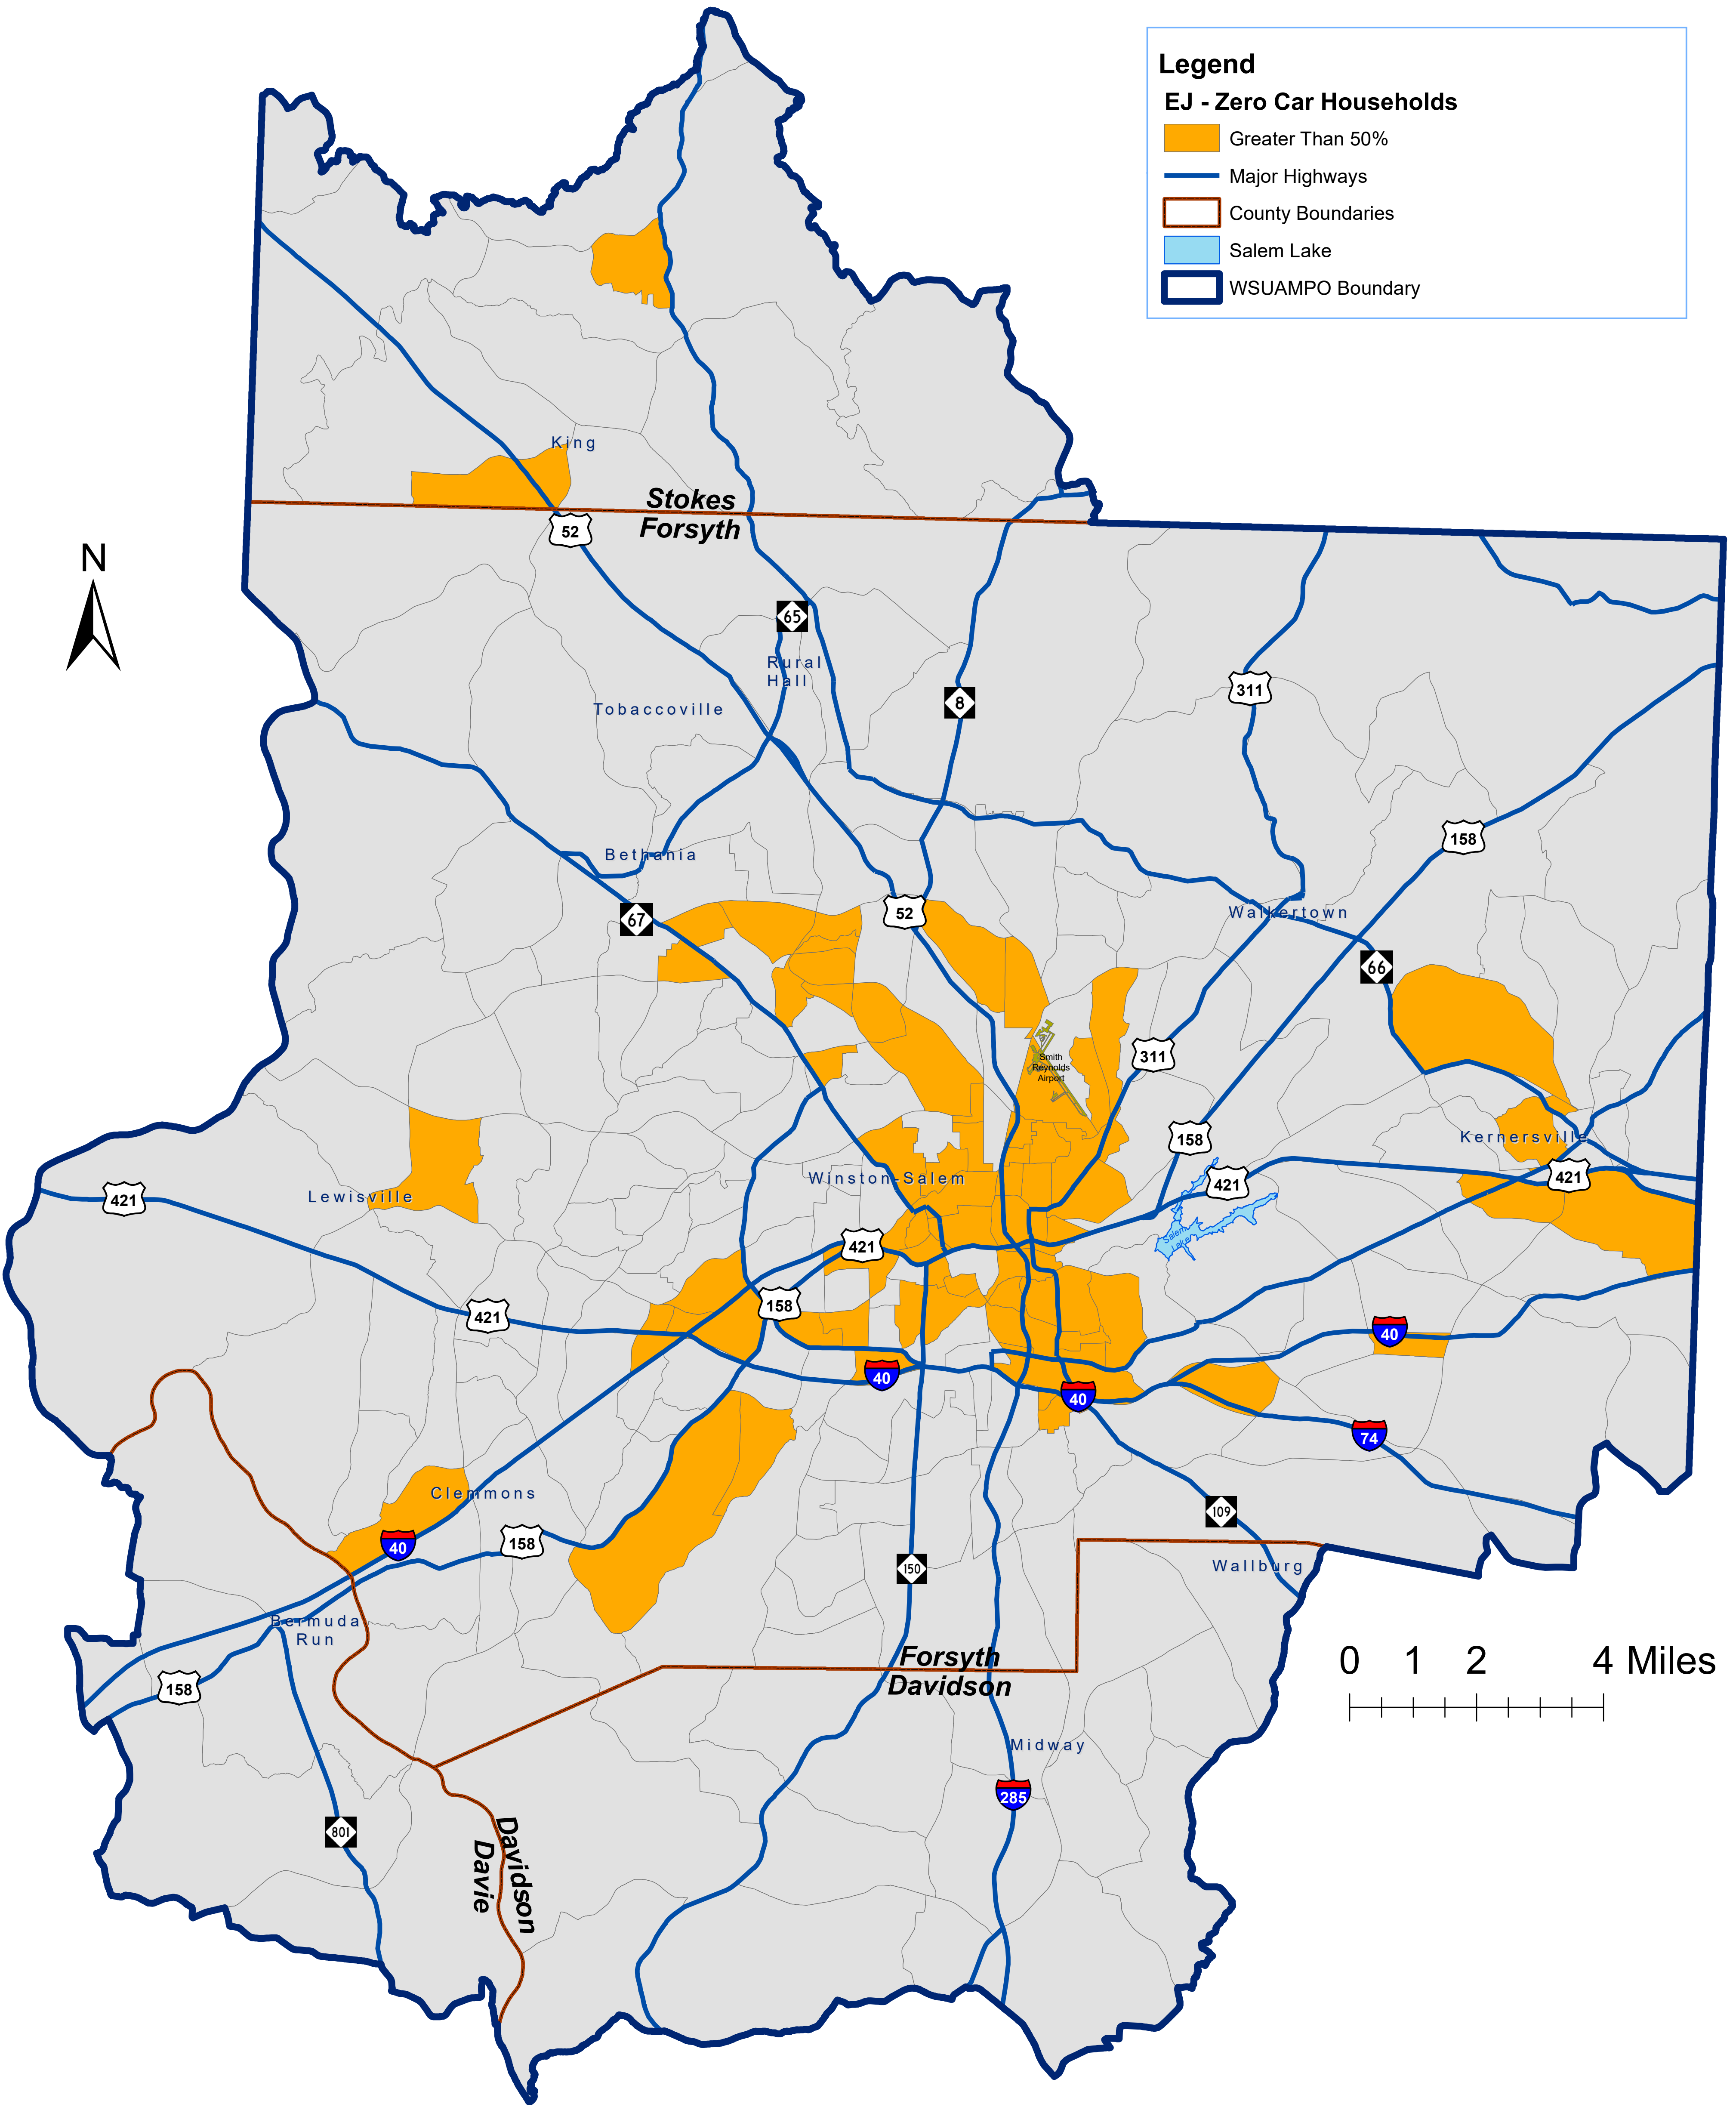 Legend
EJ - Zero Car Households
Greater Than 50%
Major Highways
County Boundaries
Salem Lake
WSUAMPO Boundary
King
Stokes
Forsyth
52
N
65
Rural
Hall
311
8
Tobaccoville
158
Bethania
52
Walkertown
67
66
Smith
Reynolds
Airport
311
Kernersville
158
Winston-Salem
421
421
Lewisville
421
Salem
Lake
421
158
421
40
40
40
74
Clemmons
109
40
158
Wallburg
150
Bermuda
Run
Forsyth
Davidson
0 1 2 4 Miles
158
Midway
285
801
Davidson
Davie